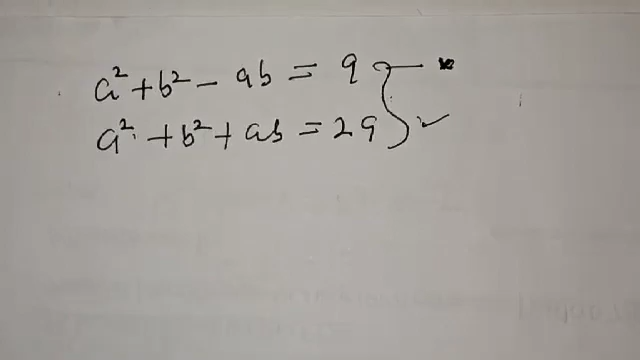 a² + b² - ab = 9
a² + b² + ab = 29